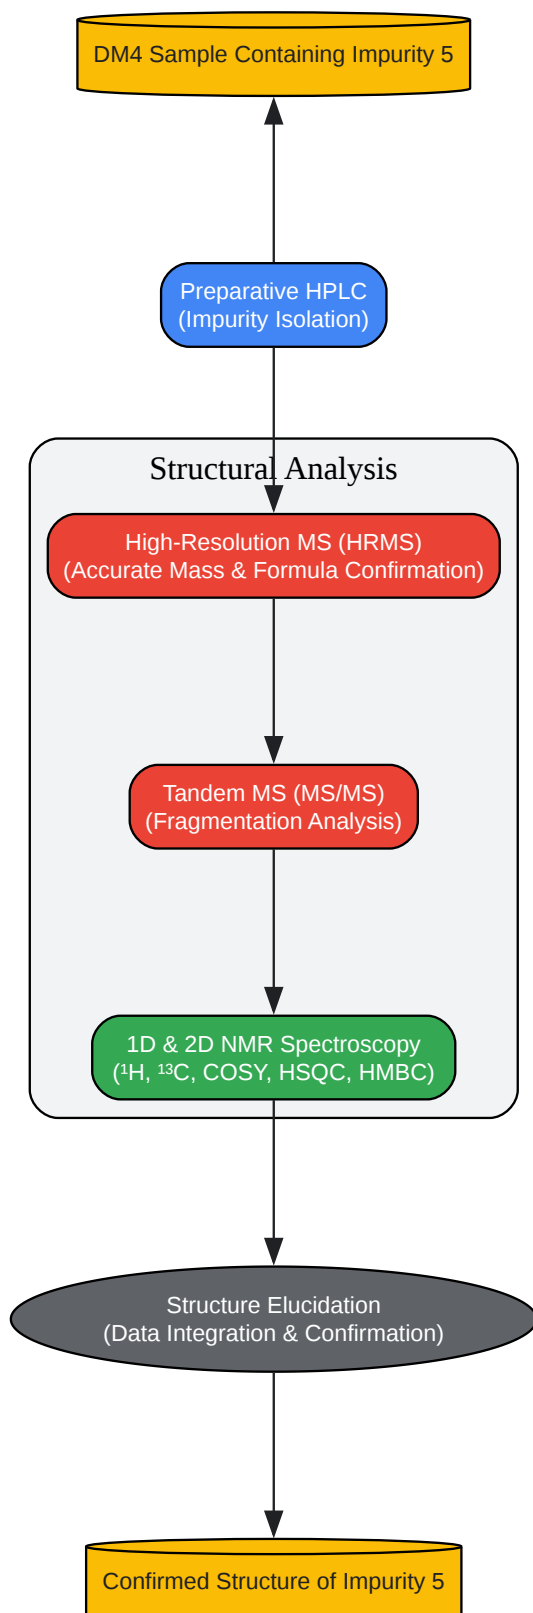 DM4 Sample Containing Impurity 5
Preparative HPLC
(Impurity Isolation)
Structural Analysis
High-Resolution MS (HRMS)
(Accurate Mass & Formula Confirmation)
Tandem MS (MS/MS)
(Fragmentation Analysis)
1D & 2D NMR Spectroscopy
(¹H, ¹³C, COSY, HSQC, HMBC)
Structure Elucidation
(Data Integration & Confirmation)
Confirmed Structure of Impurity 5